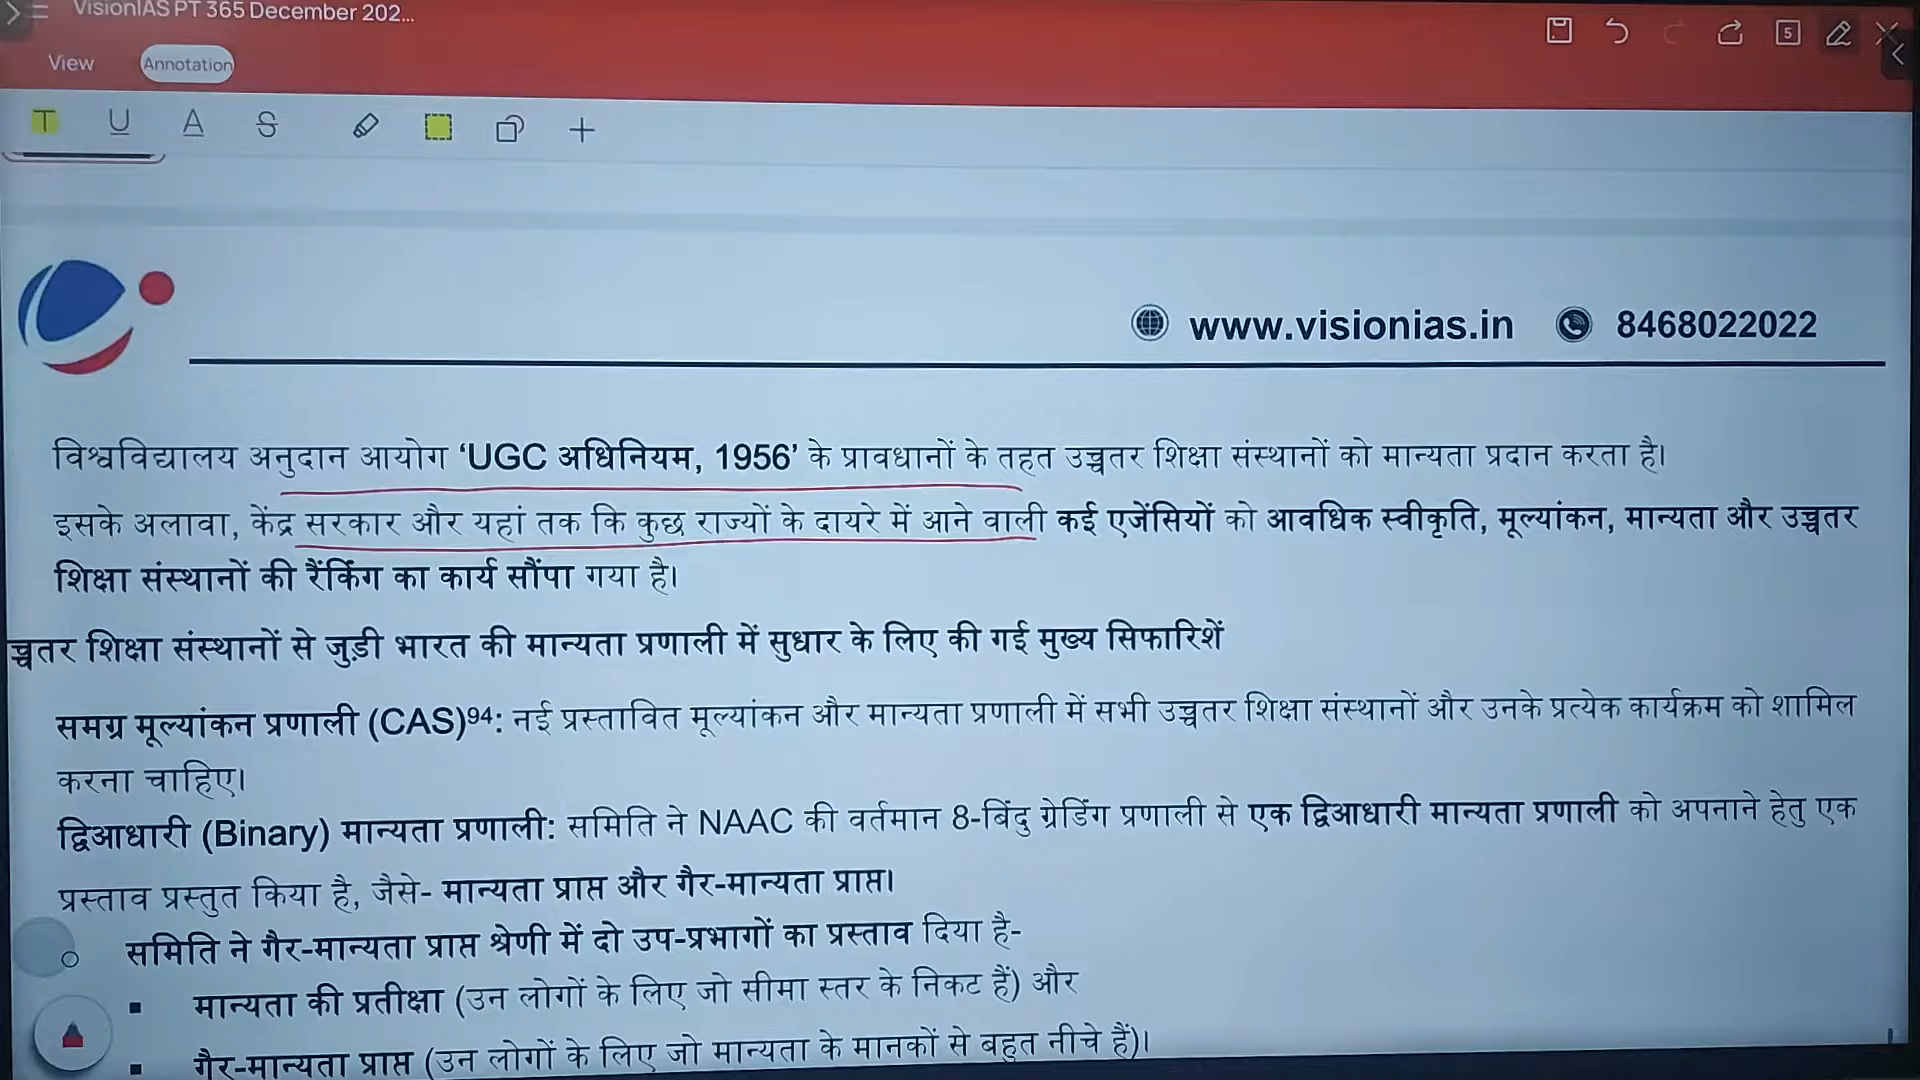 VisionIAS PT 365 December 202...
View Annotation
5
T U A S
www.visionias.in 8468022022
विश्वविद्यालय अनुदान आयोग ‘UGC अधिनियम, 1956’ के प्रावधानों के तहत उच्चतर शिक्षा संस्थानों को मान्यता प्रदान करता है।
इसके अलावा, केंद्र सरकार और यहां तक कि कुछ राज्यों के दायरे में आने वाली कई एजेंसियों को आवधिक स्वीकृति, मूल्यांकन, मान्यता और उच्चतर
शिक्षा संस्थानों की रैंकिंग का कार्य सौंपा गया है।
च्चतर शिक्षा संस्थानों से जुड़ी भारत की मान्यता प्रणाली में सुधार के लिए की गई मुख्य सिफारिशें
समग्र मूल्यांकन प्रणाली (CAS)94: नई प्रस्तावित मूल्यांकन और मान्यता प्रणाली में सभी उच्चतर शिक्षा संस्थानों और उनके प्रत्येक कार्यक्रम को शामिल
करना चाहिए।
द्विआधारी (Binary) मान्यता प्रणाली: समिति ने NAAC की वर्तमान 8-बिंदु ग्रेडिंग प्रणाली से एक द्विआधारी मान्यता प्रणाली को अपनाने हेतु एक
प्रस्ताव प्रस्तुत किया है, जैसे- मान्यता प्राप्त और गैर-मान्यता प्राप्त।
समिति ने गैर-मान्यता प्राप्त श्रेणी में दो उप-प्रभागों का प्रस्ताव दिया है-
मान्यता की प्रतीक्षा (उन लोगों के लिए जो सीमा स्तर के निकट हैं) और
गैर-मान्यता प्राप्त (उन लोगों के लिए जो मान्यता के मानकों से बहुत नीचे हैं)।